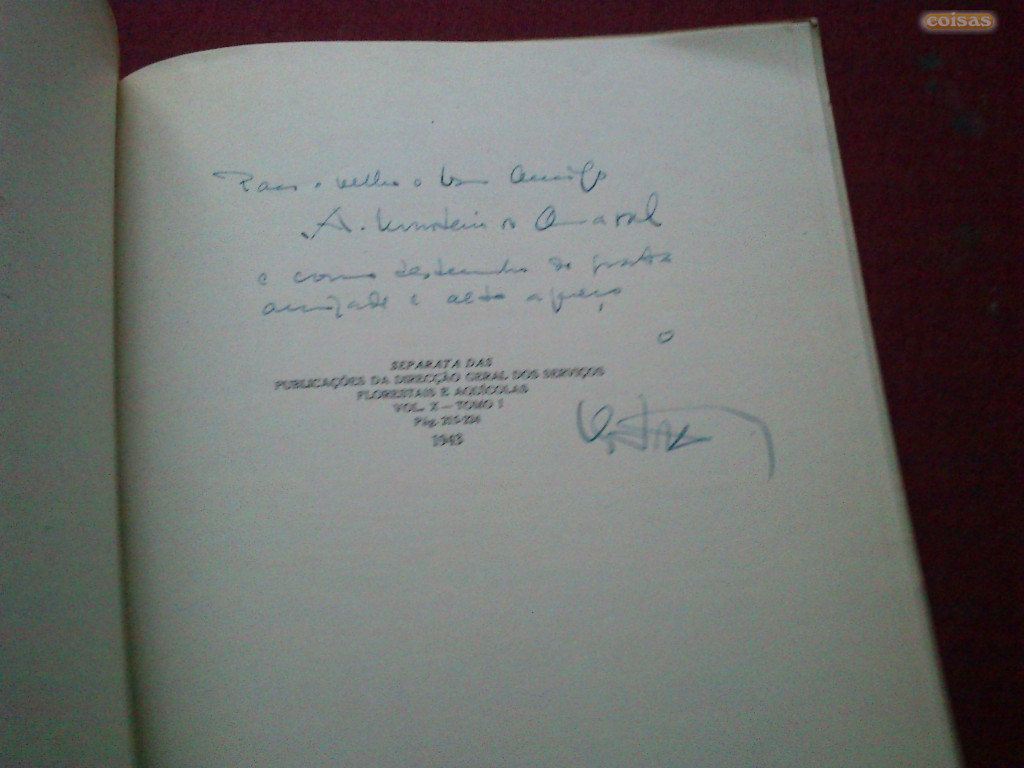 coisas
Para o velho e bom Amigo
A. do Amaral
e como testemunho de grata
amizade e alto apreço
o
SEPARATA DAS
PUBLICAÇÕES DA DIRECÇÃO GERAL DOS SERVIÇOS
FLORESTAIS E AQUÍCOLAS
VOL. X — TOMO I
Pág.
1943